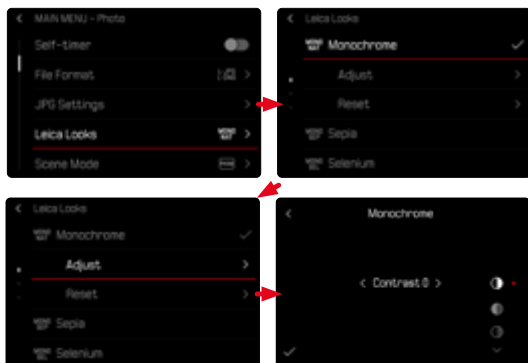 MAIN MENU - Photo
Self-timer
File Format
JPG Settings
Leica Looks
Scene Mode
Leica Looks
Monochrome
Adjust
Reset
Sepia
Selenium
Leica Looks
Monochrome
Adjust
Reset
Sepia
Selenium
Monochrome
Contrast 0